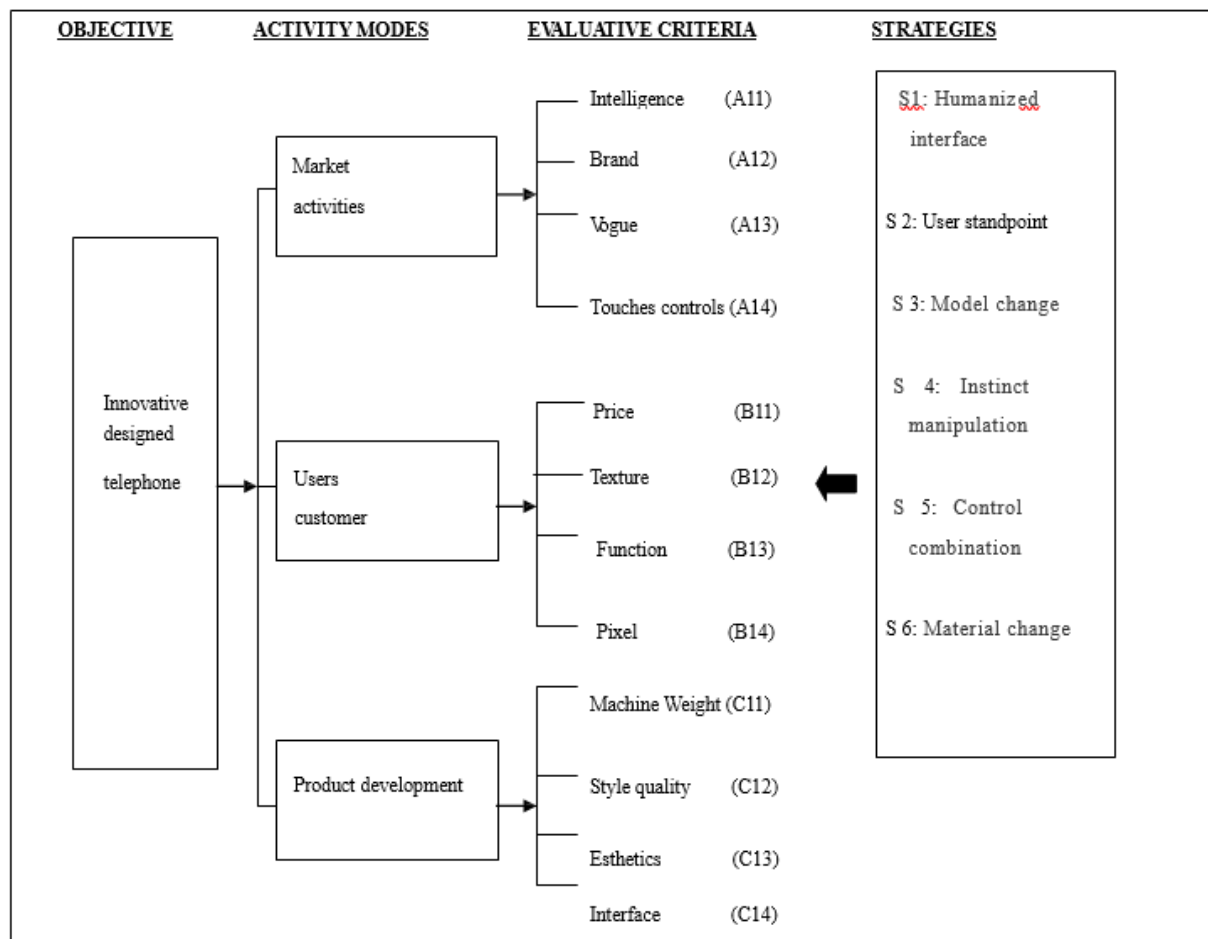 OBJECTIVE
ACTIVITY MODES
EVALUATIVE CRITERIA
STRATEGIES
Innovative
designed
telephone
Market
activities
Users
customer
Product development
Intelligence (A11)
Brand (A12)
Vogue (A13)
Touches controls (A14)
Price (B11)
Texture (B12)
Function (B13)
Pixel (B14)
Machine Weight (C11)
Style quality (C12)
Esthetics (C13)
Interface (C14)
S1: Humanized
interface
S 2: User standpoint
S 3: Model change
S 4: Instinct
manipulation
S 5: Control
combination
S 6: Material change